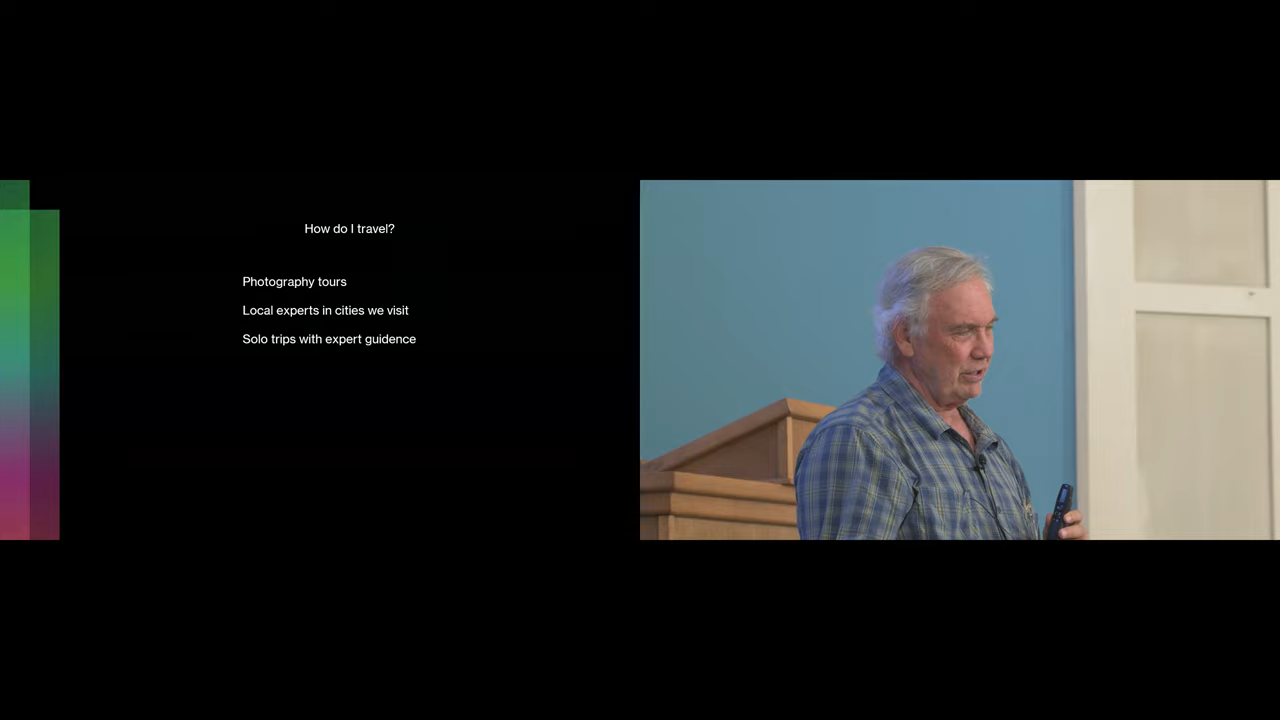 How do I travel?
Photography tours
Local experts in cities we visit
Solo trips with expert guidence